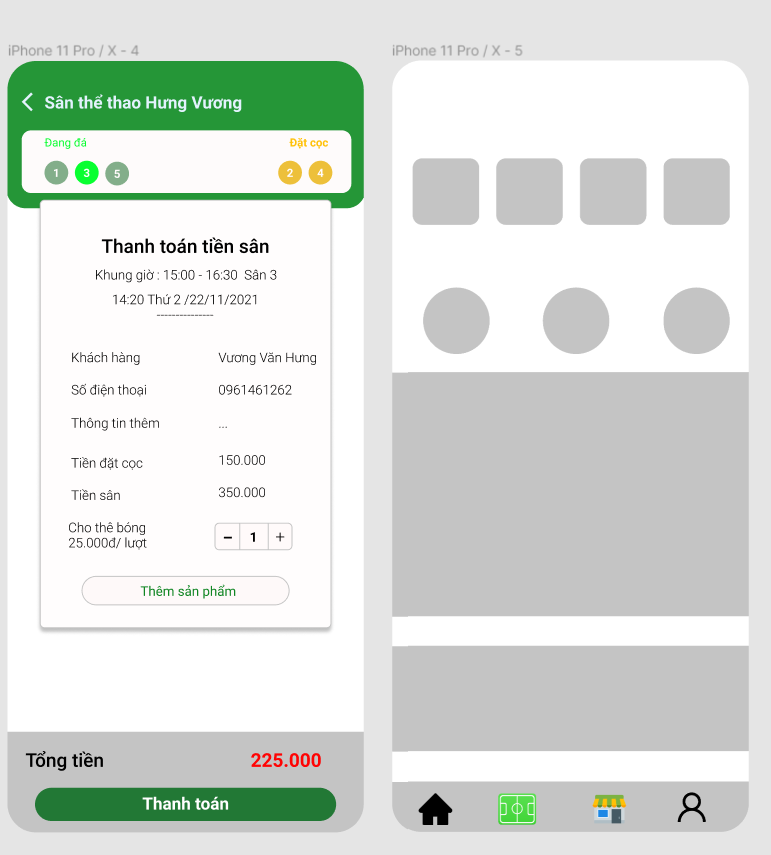 iPhone 11 Pro / X - 4
iPhone 11 Pro / X - 5
Sân thể thao Hưng Vương
Đang đá
Đặt cọc
1 3 5
2 4
Thanh toán tiền sân
Khung giờ : 15:00 - 16:30 Sân 3
14:20 Thứ 2 /22/11/2021
---------------
Khách hàng Vương Văn Hưng
Số điện thoại 0961461262
Thông tin thêm ...
Tiền đặt cọc 150.000
Tiền sân 350.000
Cho thê bóng
25.000đ/ lượt
– 1 +
Thêm sản phẩm
Tổng tiền 225.000
Thanh toán